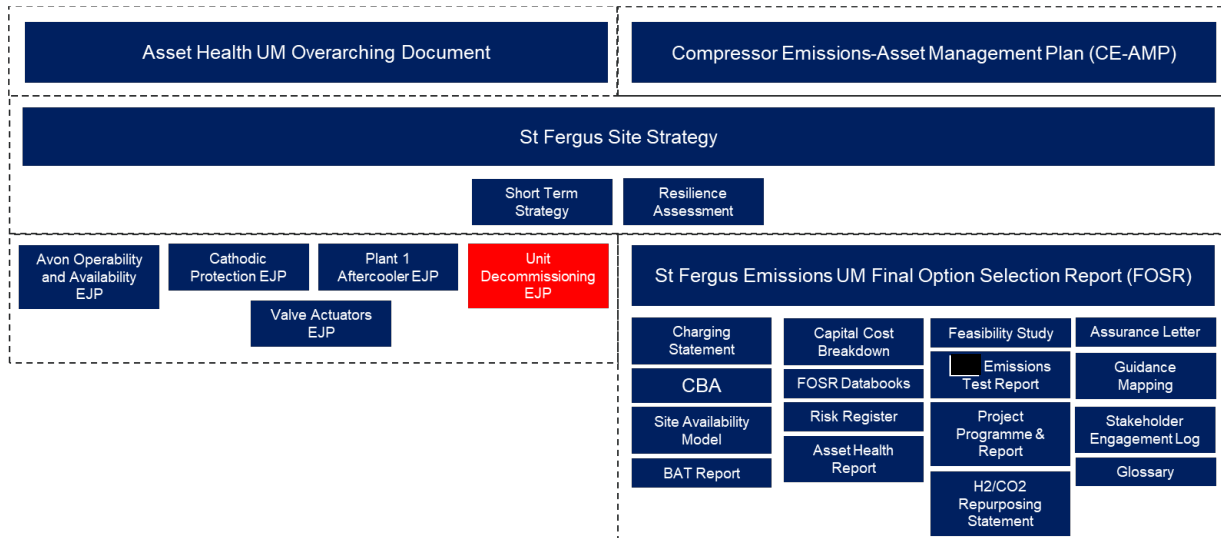 Asset Health UM Overarching Document
Compressor Emissions-Asset Management Plan (CE-AMP)
St Fergus Site Strategy
Short Term
Strategy
Resilience
Assessment
Avon Operability
and Availability
EJP
Cathodic
Protection EJP
Plant 1
Aftercooler EJP
Unit
Decommissioning
EJP
Valve Actuators
EJP
St Fergus Emissions UM Final Option Selection Report (FOSR)
Charging
Statement
CBA
Site Availability
Model
BAT Report
Capital Cost
Breakdown
FOSR Databooks
Risk Register
Asset Health
Report
Feasibility Study
Emissions
Test Report
Project
Programme &
Report
H2/CO2
Repurposing
Statement
Assurance Letter
Guidance
Mapping
Stakeholder
Engagement Log
Glossary